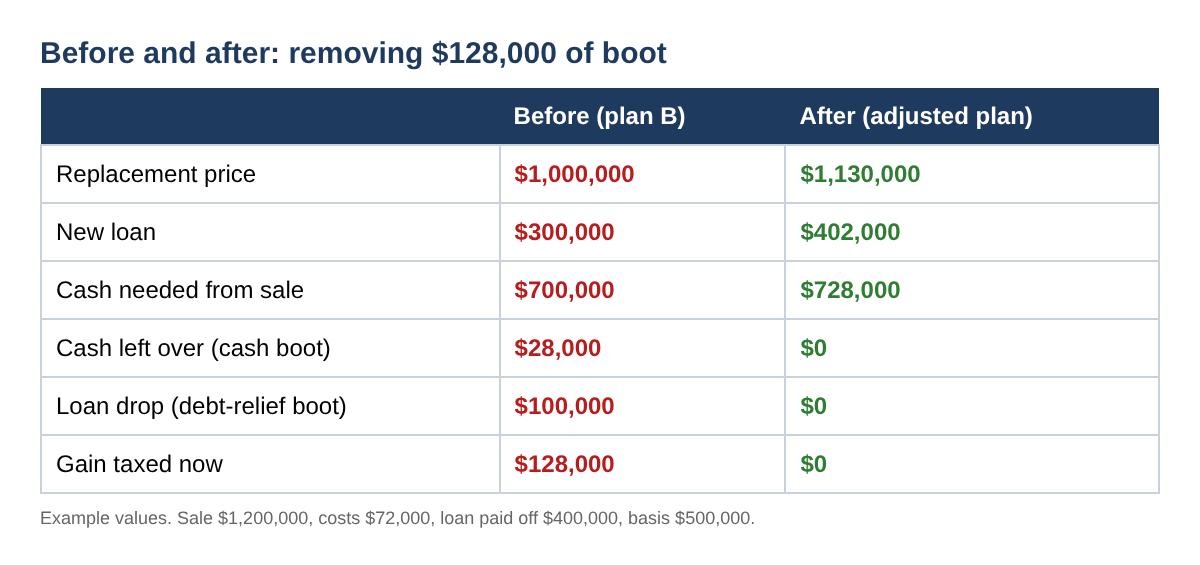 Before and after: removing $128,000 of boot
Before (plan B) After (adjusted plan)
Replacement price $1,000,000 $1,130,000
New loan $300,000 $402,000
Cash needed from sale $700,000 $728,000
Cash left over (cash boot) $28,000 $0
Loan drop (debt-relief boot) $100,000 $0
Gain taxed now $128,000 $0
Example values. Sale $1,200,000, costs $72,000, loan paid off $400,000, basis $500,000.